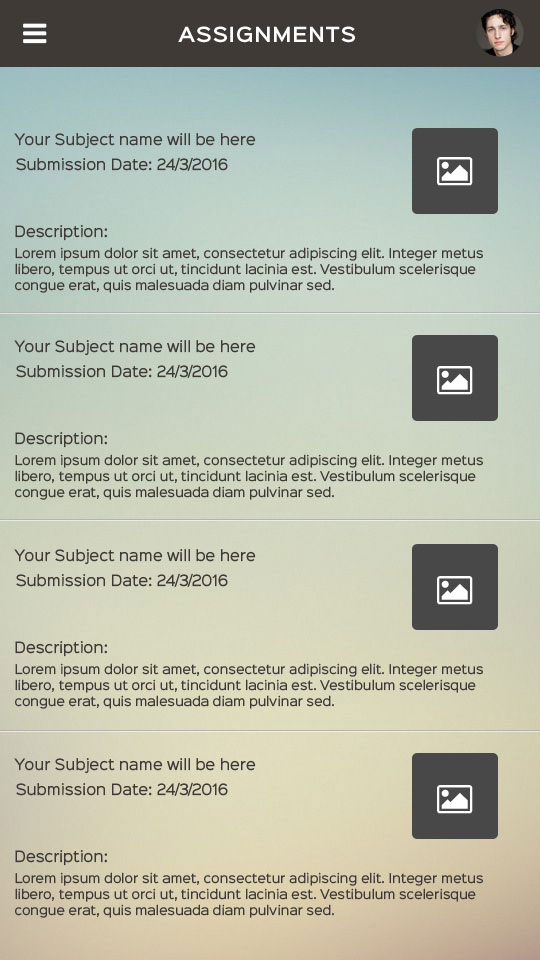 ASSIGNMENTS
Your Subject name will be here
Submission Date: 24/3/2016
Description:
Lorem ipsum dolor sit amet, consectetur adipiscing elit. Integer metus
libero, tempus ut orci ut, tincidunt lacinia est. Vestibulum scelerisque
congue erat, quis malesuada diam pulvinar sed.
Your Subject name will be here
Submission Date: 24/3/2016
Description:
Lorem ipsum dolor sit amet, consectetur adipiscing elit. Integer metus
libero, tempus ut orci ut, tincidunt lacinia est. Vestibulum scelerisque
congue erat, quis malesuada diam pulvinar sed.
Your Subject name will be here
Submission Date: 24/3/2016
Description:
Lorem ipsum dolor sit amet, consectetur adipiscing elit. Integer metus
libero, tempus ut orci ut, tincidunt lacinia est. Vestibulum scelerisque
congue erat, quis malesuada diam pulvinar sed.
Your Subject name will be here
Submission Date: 24/3/2016
Description:
Lorem ipsum dolor sit amet, consectetur adipiscing elit. Integer metus
libero, tempus ut orci ut, tincidunt lacinia est. Vestibulum scelerisque
congue erat, quis malesuada diam pulvinar sed.